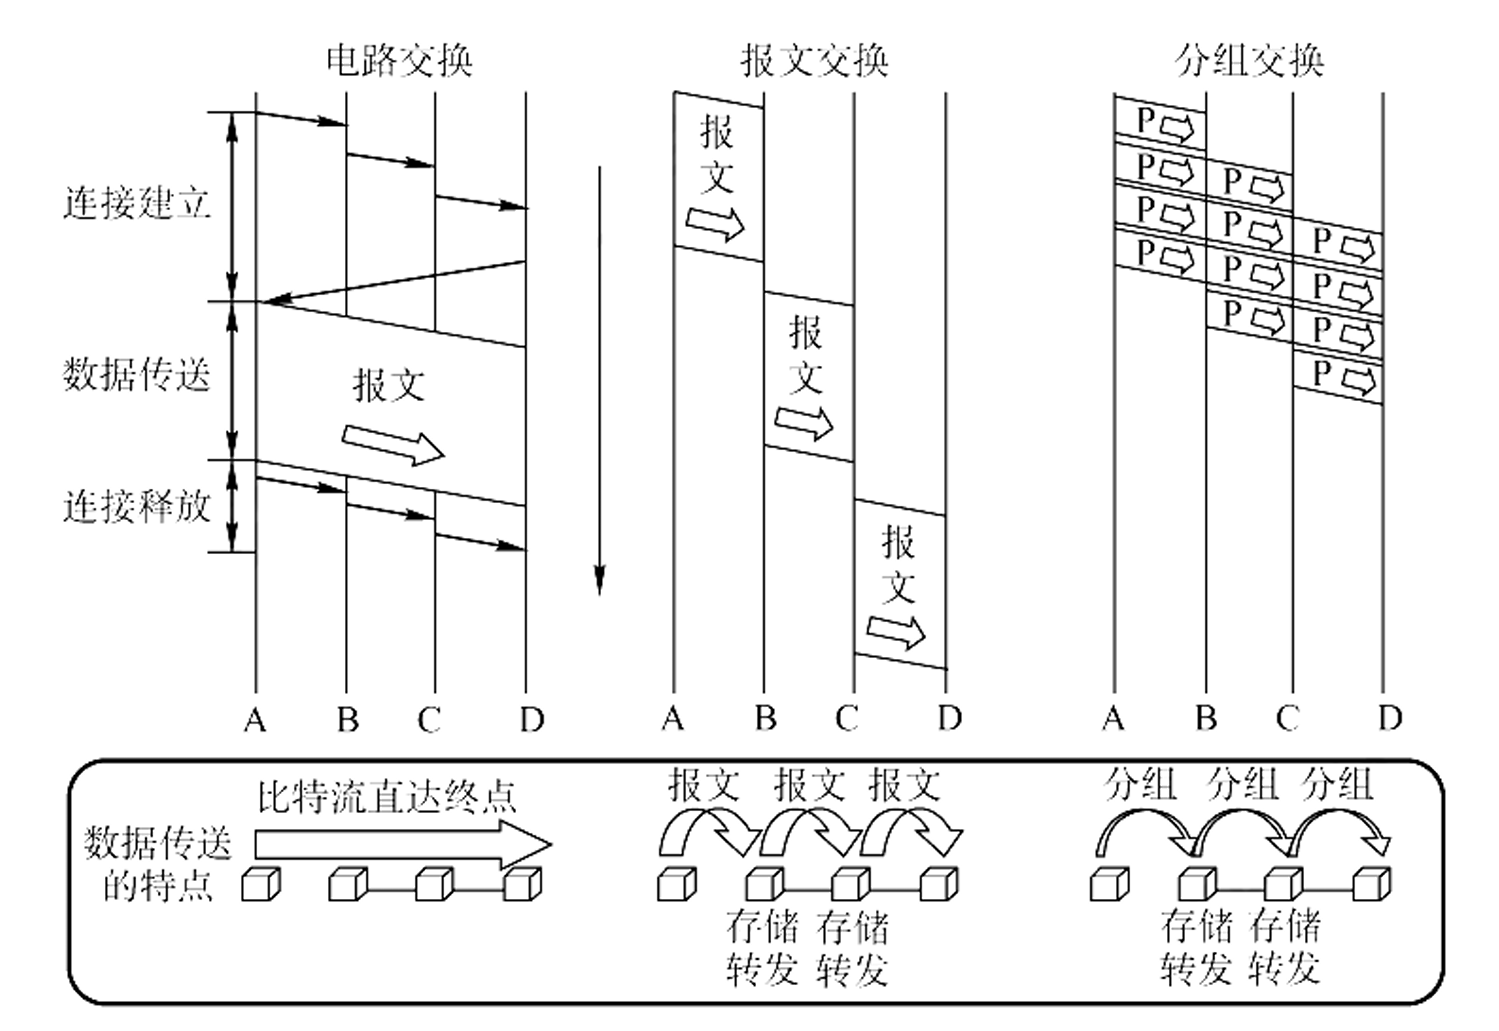 电路交换
报文交换
分组交换
连接建立
数据传送
连接释放
报文
A B C D
报
文
报
文
报
文
A B C D
P
P
P
P
P
P
P
P
P
P
P
P
A B C D
数据传送
的特点
比特流直达终点
报文 报文 报文
存储 存储
转发 转发
分组 分组 分组
存储 存储
转发 转发